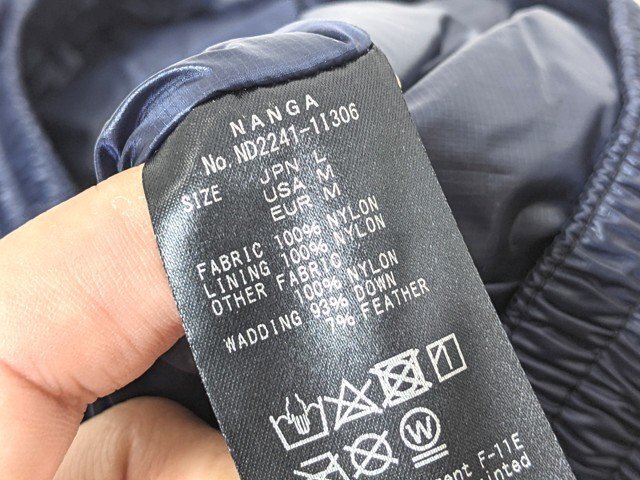 NANGA
No. ND2241-1I306
SIZE JPN L
USA M
EUR M
FABRIC 100% NYLON
LINING 100% NYLON
OTHER FABRIC
100% NYLON
WADDING 93% DOWN
7% FEATHER
W
F-11E